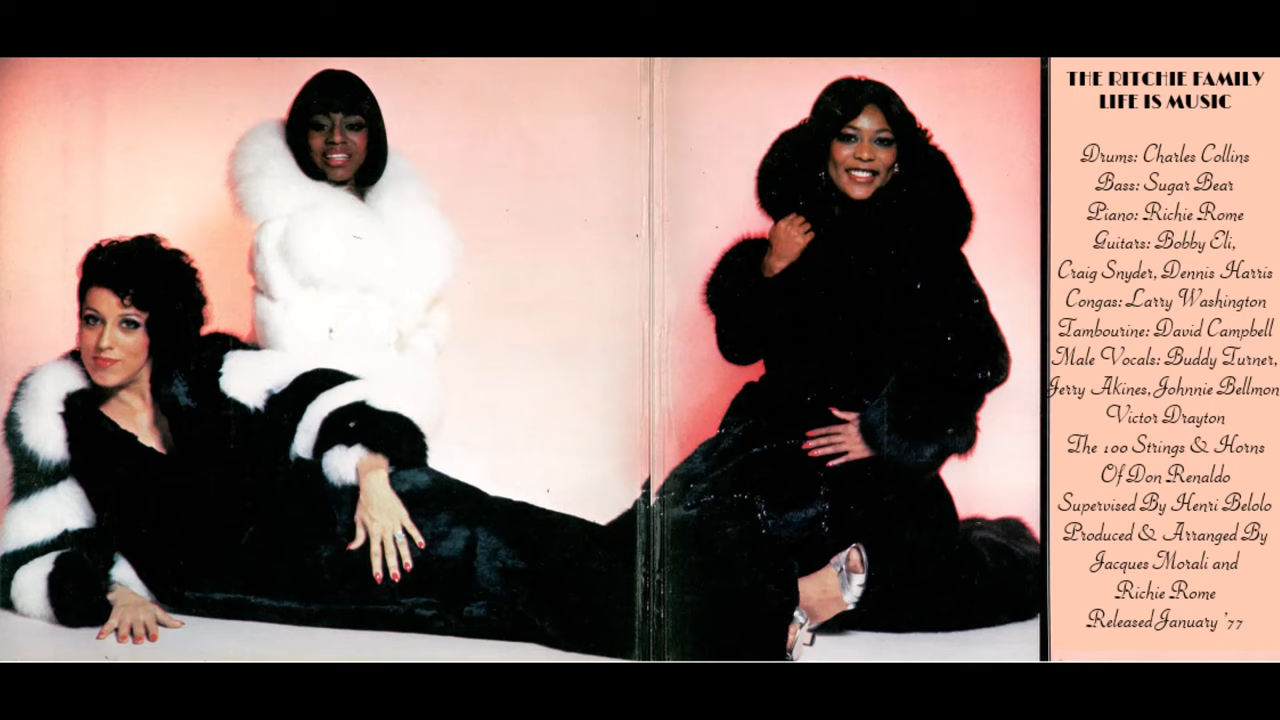 THE RITCHIE FAMILY
LIFE IS MUSIC
Drums: Charles Collins
Bass: Sugar Bear
Piano: Richie Rome
Guitars: Bobby Eli,
Craig Snyder, Dennis Harris
Congas: Larry Washington
Tambourine: David Campbell
Male Vocals: Buddy Turner,
Jerry Akines, Johnnie Bellmon
Victor Drayton
The 100 Strings & Horns
Of Don Renaldo
Supervised By Henri Belolo
Produced & Arranged By
Jacques Morali and
Richie Rome
Released January '77